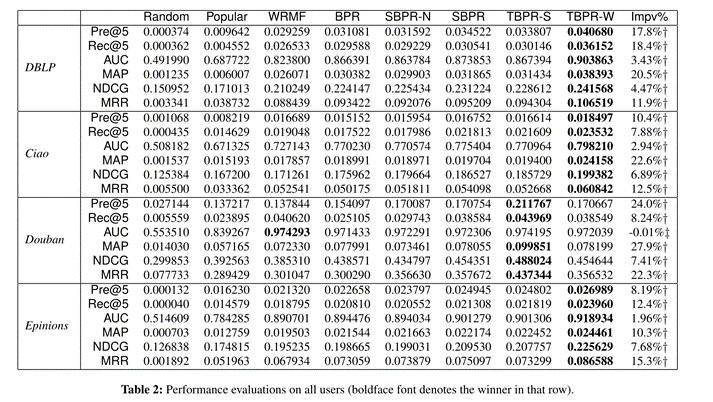 Random Popular WRMF BPR SBPR-N SBPR TBPR-S TBPR-W Impv%
DBLP
Pre@5 0.000374 0.009642 0.029259 0.031081 0.031592 0.034522 0.033807 0.040680 17.8%†
Rec@5 0.000362 0.004552 0.026533 0.029588 0.029229 0.030541 0.030146 0.036152 18.4%†
AUC 0.491990 0.687722 0.823800 0.866391 0.863784 0.873853 0.867394 0.903863 3.43%†
MAP 0.001235 0.006007 0.026071 0.030382 0.029903 0.031865 0.031434 0.038393 20.5%†
NDCG 0.150952 0.171013 0.210249 0.224147 0.225434 0.231224 0.228612 0.241568 4.47%†
MRR 0.003341 0.038732 0.088439 0.093422 0.092076 0.095209 0.094304 0.106519 11.9%†
Ciao
Pre@5 0.001068 0.008219 0.016689 0.015152 0.015154 0.016752 0.016614 0.018497 10.4%†
Rec@5 0.000435 0.014629 0.019048 0.017522 0.017986 0.021813 0.021609 0.023532 7.88%†
AUC 0.508182 0.671325 0.727143 0.770230 0.770574 0.775404 0.770964 0.798210 2.94%†
MAP 0.001537 0.015193 0.017857 0.018991 0.018971 0.019704 0.019400 0.024158 22.6%†
NDCG 0.125384 0.167200 0.171261 0.175962 0.179664 0.186527 0.185729 0.199382 6.89%†
MRR 0.005500 0.033362 0.052541 0.050175 0.051811 0.054098 0.052668 0.060842 12.5%†
Douban
Pre@5 0.027144 0.137217 0.137844 0.154097 0.170087 0.170754 0.211767 0.170667 24.0%†
Rec@5 0.005559 0.023895 0.040620 0.025105 0.029743 0.038584 0.043969 0.038549 8.24%†
AUC 0.553510 0.839267 0.974293 0.971433 0.972291 0.972306 0.974195 0.972039 -0.01%‡
MAP 0.014030 0.057165 0.072330 0.077991 0.073461 0.078055 0.099851 0.078199 27.9%†
NDCG 0.299853 0.392563 0.385310 0.438571 0.434797 0.454351 0.488024 0.454644 7.41%†
MRR 0.077733 0.289429 0.301047 0.300290 0.356630 0.357672 0.437344 0.356532 22.3%†
Epinions
Pre@5 0.000132 0.016230 0.021320 0.022658 0.023797 0.024945 0.024802 0.026989 8.19%†
Rec@5 0.000040 0.014579 0.018795 0.020810 0.020552 0.021308 0.021819 0.023960 12.4%†
AUC 0.514609 0.784285 0.890701 0.894476 0.894034 0.901279 0.901306 0.918934 1.96%†
MAP 0.000703 0.012759 0.019503 0.021544 0.021663 0.022174 0.022452 0.024461 10.3%†
NDCG 0.126838 0.174815 0.195235 0.198665 0.199031 0.209530 0.207757 0.225629 7.68%†
MRR 0.001892 0.051963 0.067934 0.073059 0.073879 0.075097 0.073299 0.086588 15.3%†
Table 2: Performance evaluations on all users (boldface font denotes the winner in that row).